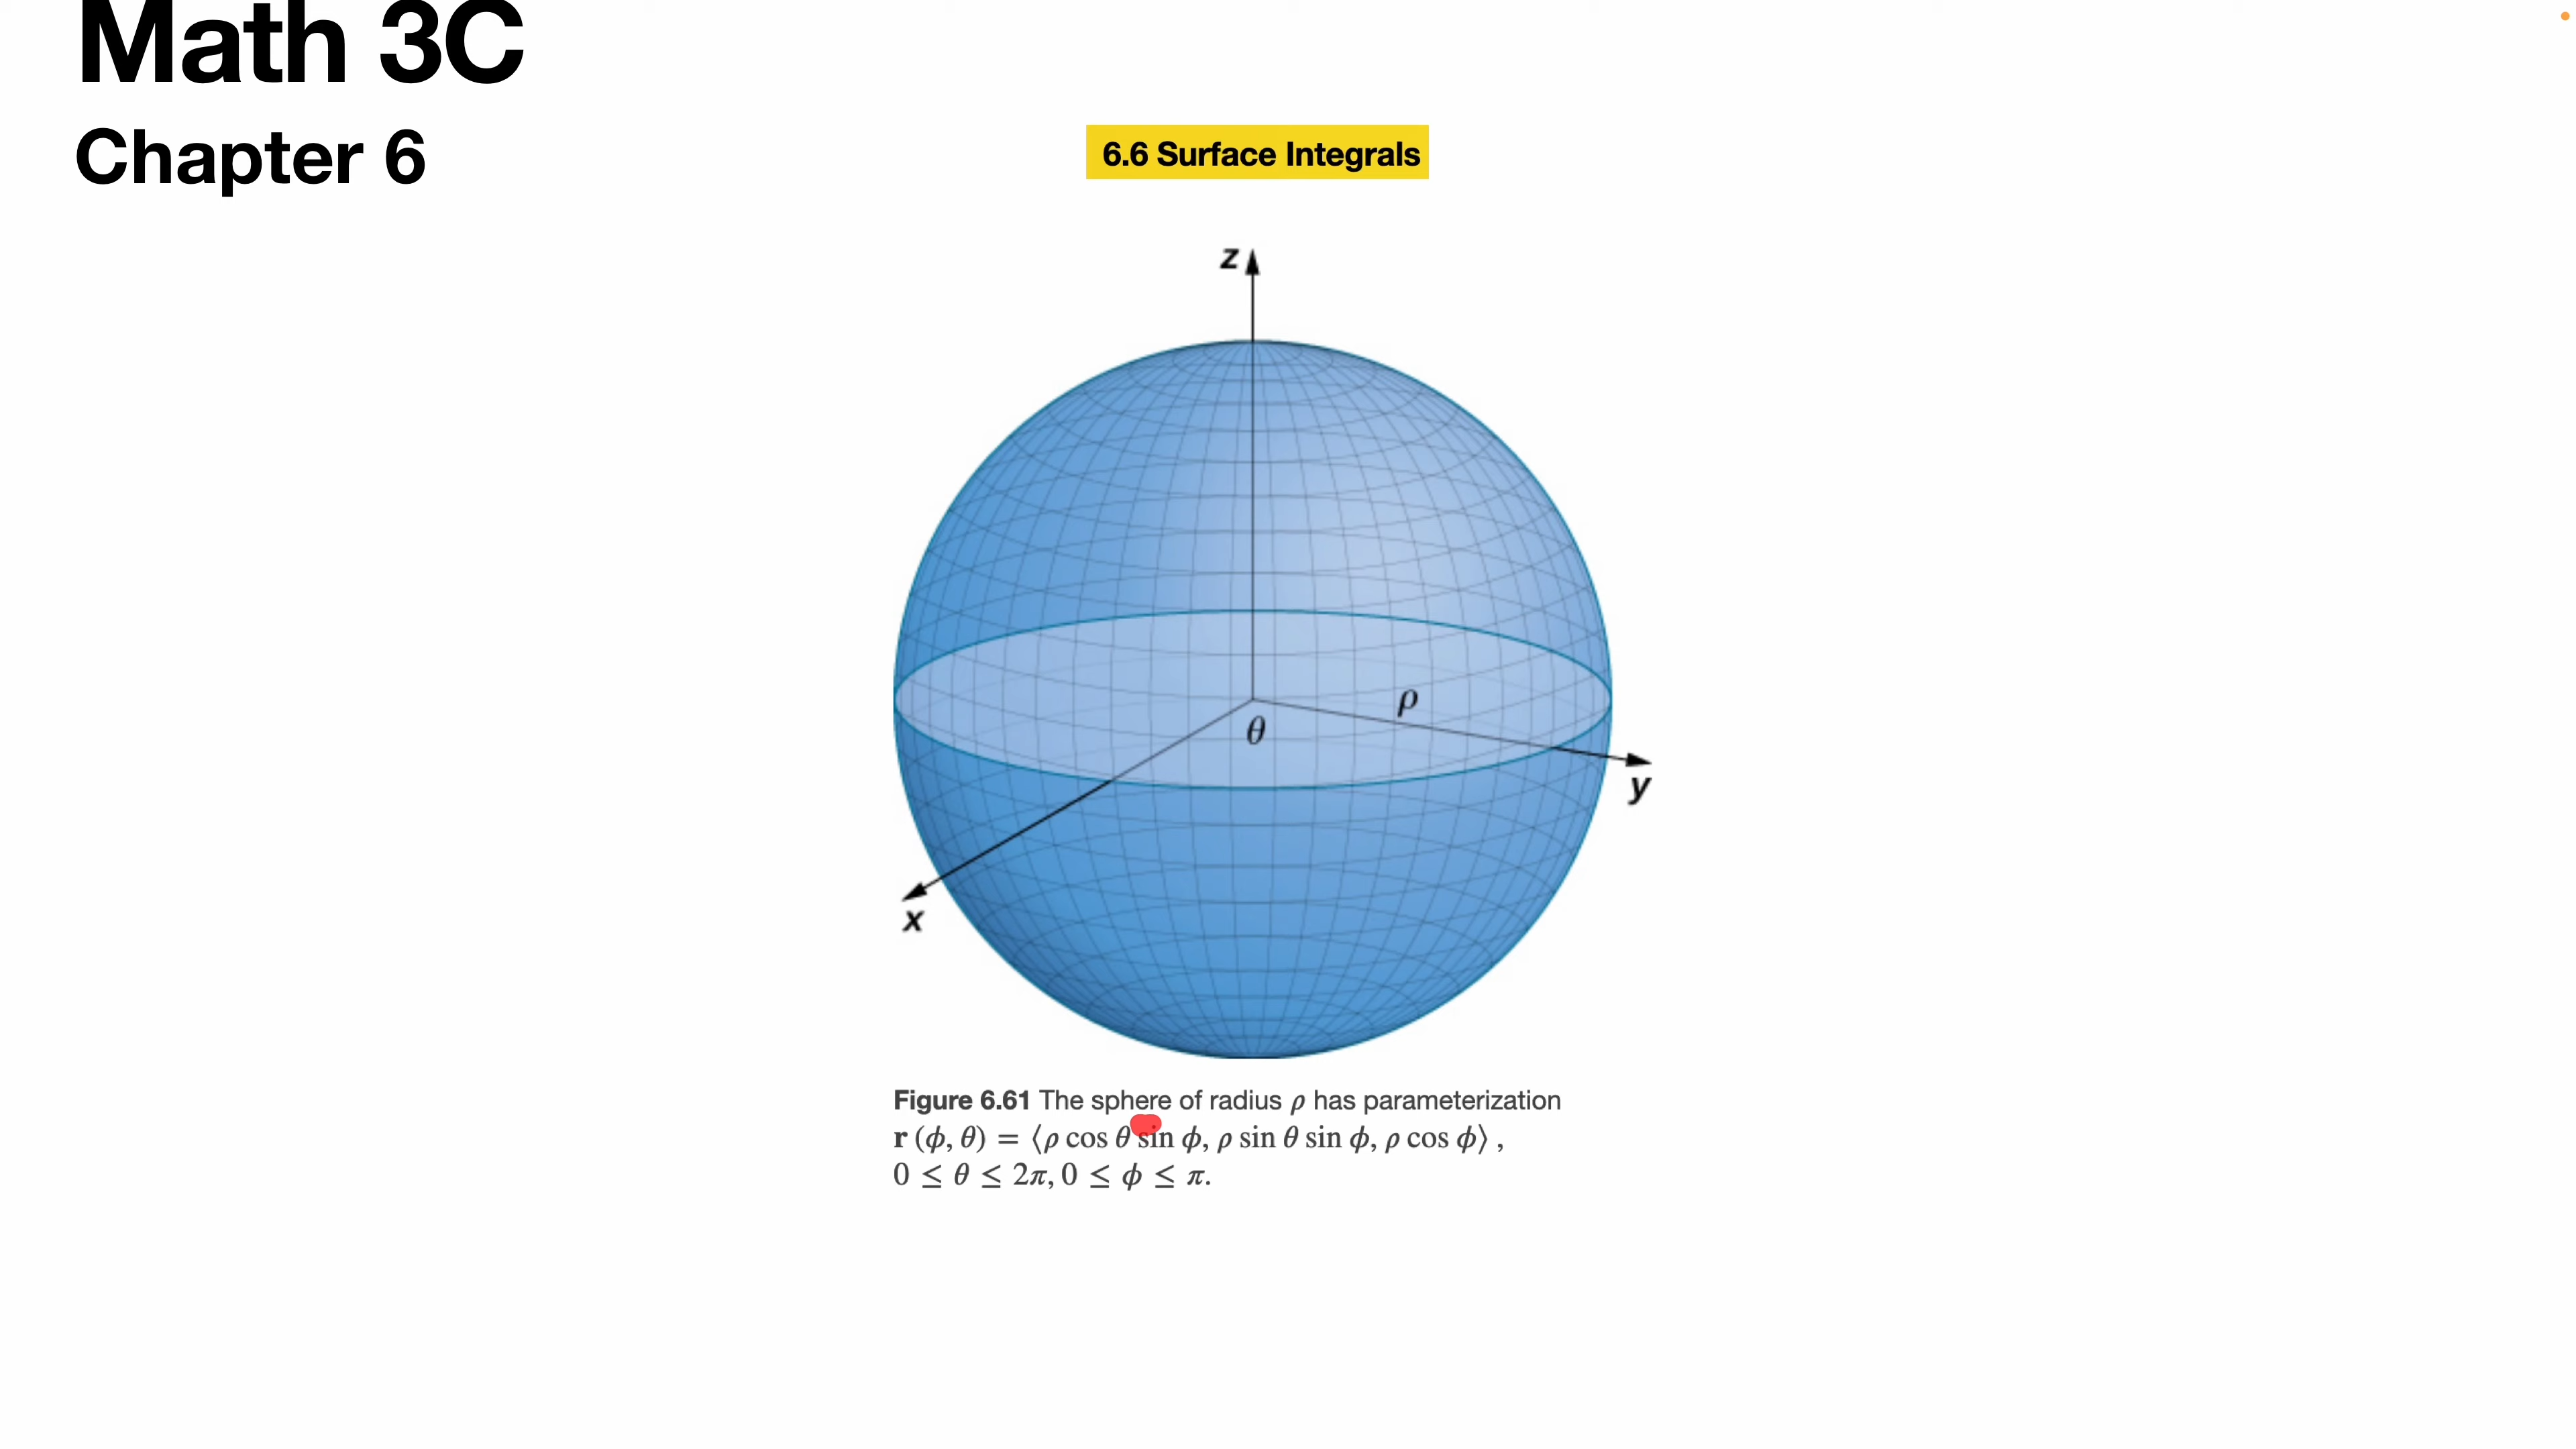 Math 3C
Chapter 6
6.6 Surface Integrals
z
ρ
θ
y
x
Figure 6.61 The sphere of radius ρ has parameterization
r (ϕ, θ) = ⟨ρ cos θ sin ϕ, ρ sin θ sin ϕ, ρ cos ϕ⟩ ,
0 ≤ θ ≤ 2π, 0 ≤ ϕ ≤ π.